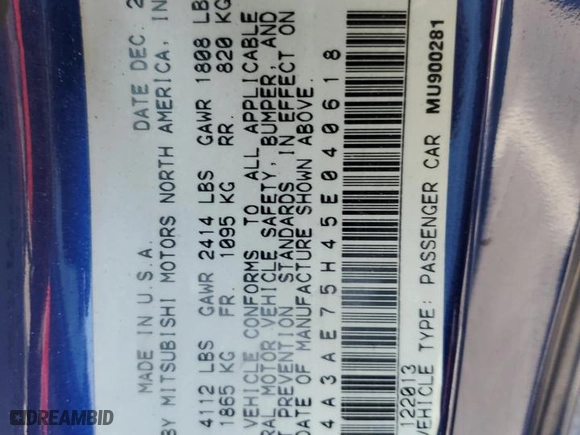 MADE IN U.S.A. DATE DEC. 2
BY MITSUBISHI MOTORS NORTH AMERICA, IN
4112 LBS GAWR 2414 LBS GAWR 1808 LB
1865 KG FR. 1095 KG RR. 820 KG
VEHICLE CONFORMS TO ALL APPLICABLE
RAL MOTOR VEHICLE SAFETY, BUMPER, AND
T PREVENTION STANDARDS IN EFFECT ON
DATE OF MANUFACTURE SHOWN ABOVE.
4A3AE75H45E040618
122013 MU900281
VEHICLE TYPE: PASSENGER CAR
DREAMBID